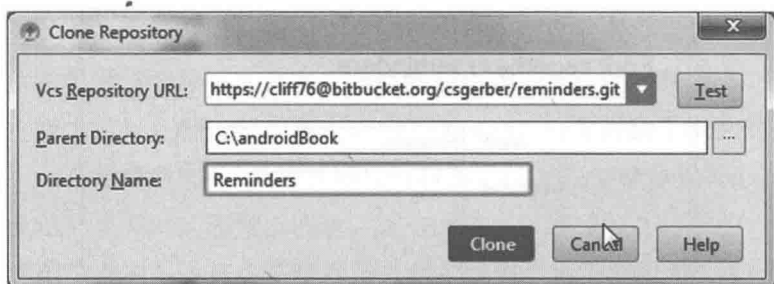 Clone Repository
Vcs Repository URL: https://cliff76@bitbucket.org/csgerber/reminders.git Test
Parent Directory: C:\androidBook ...
Directory Name: Reminders
Clone Cancel Help